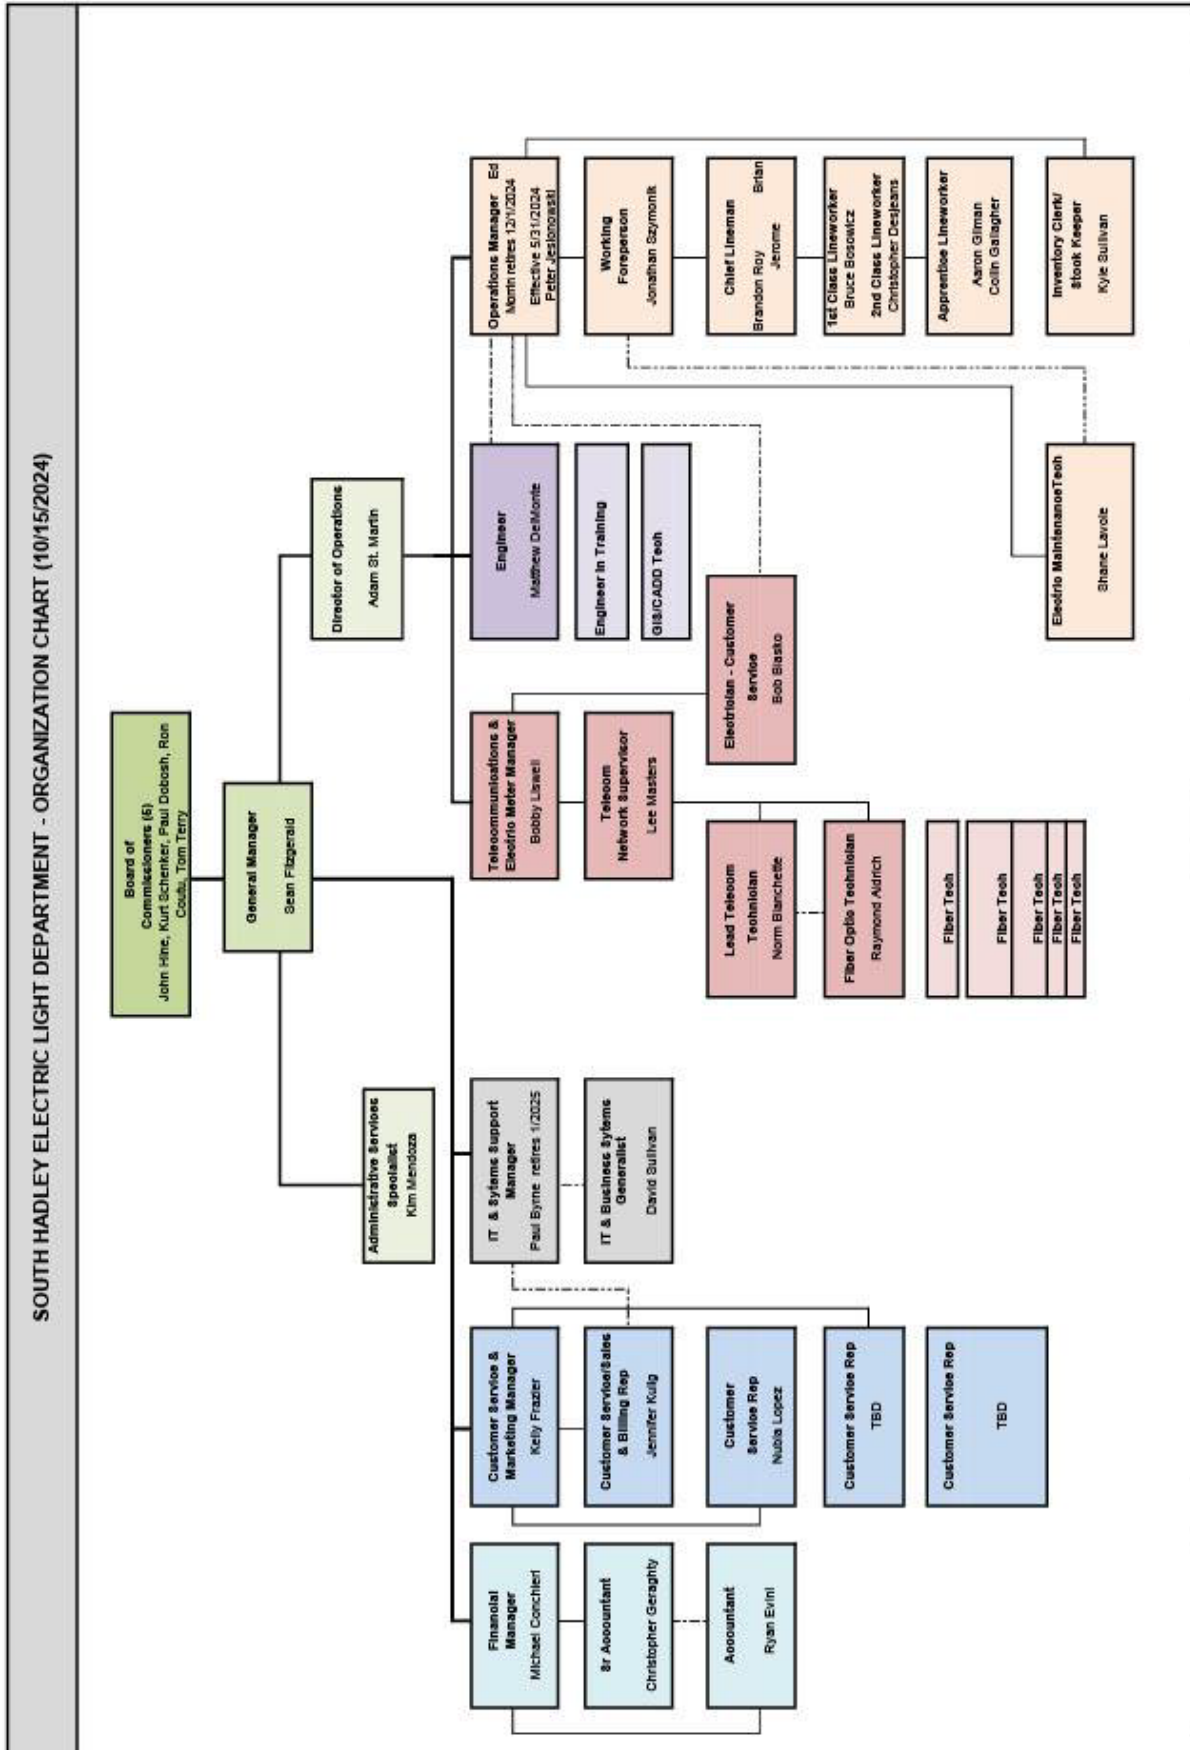 SOUTH HADLEY ELECTRIC LIGHT DEPARTMENT - ORGANIZATION CHART (10/15/2024)
Board of
Commissioners (5)
John Hine, Kurt Schenker, Paul Dobosh, Ron
Coutu, Tom Terry
General Manager
Sean Fitzgerald
Administrative Services
Specialist
Kim Mendoza
Director of Operations
Adam St. Martin
Financial
Manager
Michael Conchieri
Sr Accountant
Christopher Geraghty
Accountant
Ryan Evini
Customer Service &
Marketing Manager
Kelly Frazier
Customer Service/Sales
& Billing Rep
Jennifer Kulig
Customer
Service Rep
Nubia Lopez
Customer Service Rep
TBD
Customer Service Rep
TBD
IT & Sytems Support
Manager
Paul Byrne retires 1/2025
IT & Business Sytems
Generalist
David Sullivan
Telecommunications &
Electric Meter Manager
Bobby Liswell
Telecom
Network Supervisor
Lee Masters
Lead Telecom
Technician
Norm Blanchette
Fiber Optic Technician
Raymond Aldrich
Fiber Tech
Fiber Tech
Fiber Tech
Fiber Tech
Fiber Tech
Electrician - Customer
Service
Bob Blasko
Engineer
Matthew DelMonte
Engineer in Training
GIS/CADD Tech
Operations Manager Ed
Morin retires 12/1/2024
Effective 5/31/2024
Peter Jesionowski
Working
Foreperson
Jonathan Szymonik
Chief Lineman
Brandon Roy Brian
Jerome
1st Class Lineworker
Bruce Bosowicz
2nd Class Lineworker
Christopher Desjeans
Apprentice Lineworker
Aaron Gilman
Collin Gallagher
Inventory Clerk/
Stock Keeper
Kyle Sullivan
Electric MaintenanceTech
Shane Lavoie